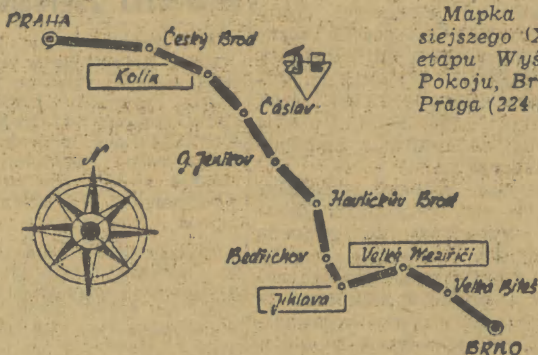 Mapka
siejszego (X
etapu Wyś
Pokoju, Br
Praga (224
PRAHA
Český Brod
Kolín
Čáslav
G. Jeníkov
Havlíčkův Brod
Bedřichov
Velké Meziříčí
Jihlava
Velká Biteš
BRNO
N